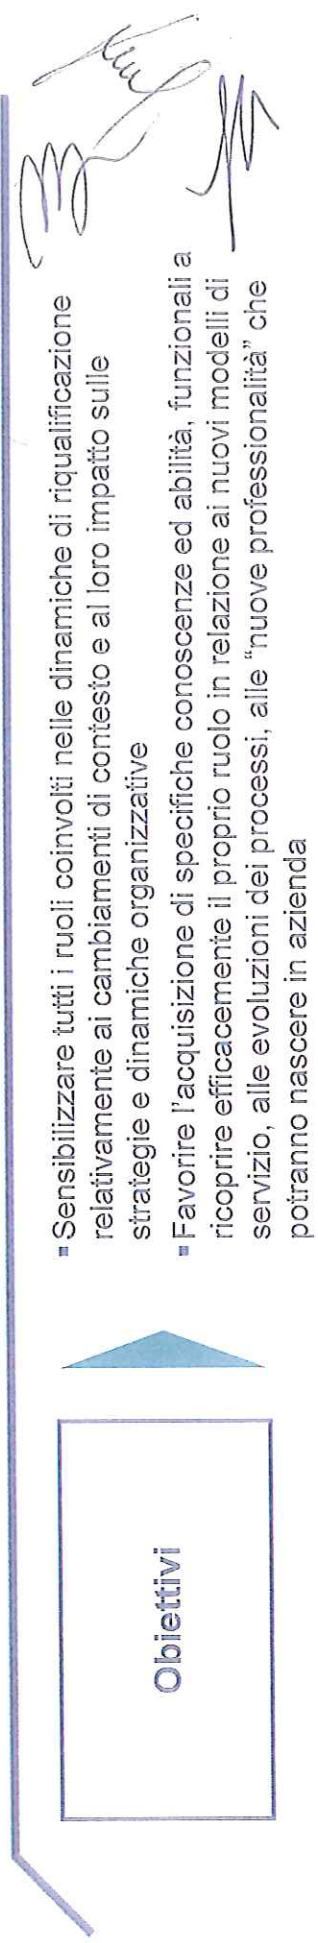 Obiettivi
Sensibilizzare tutti i ruoli coinvolti nelle dinamiche di riqualificazione
relativamente ai cambiamenti di contesto e al loro impatto sulle
strategie e dinamiche organizzative
Favorire l'acquisizione di specifiche conoscenze ed abilità, funzionali a
ricoprire efficacemente il proprio ruolo in relazione ai nuovi modelli di
servizio, alle evoluzioni dei processi, alle “nuove professionalità” che
potranno nascere in azienda